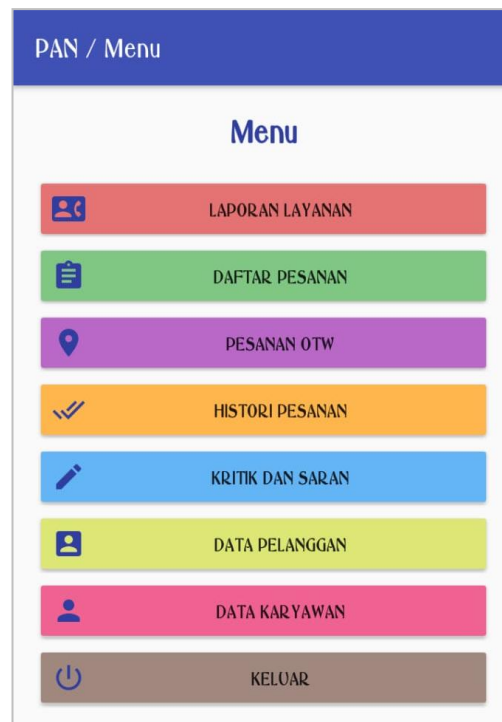 PAN / Menu
Menu
LAPORAN LAYANAN
DAFTAR PESANAN
PESANAN OTW
HISTORI PESANAN
KRITIK DAN SARAN
DATA PELANGGAN
DATA KARYAWAN
KELUAR